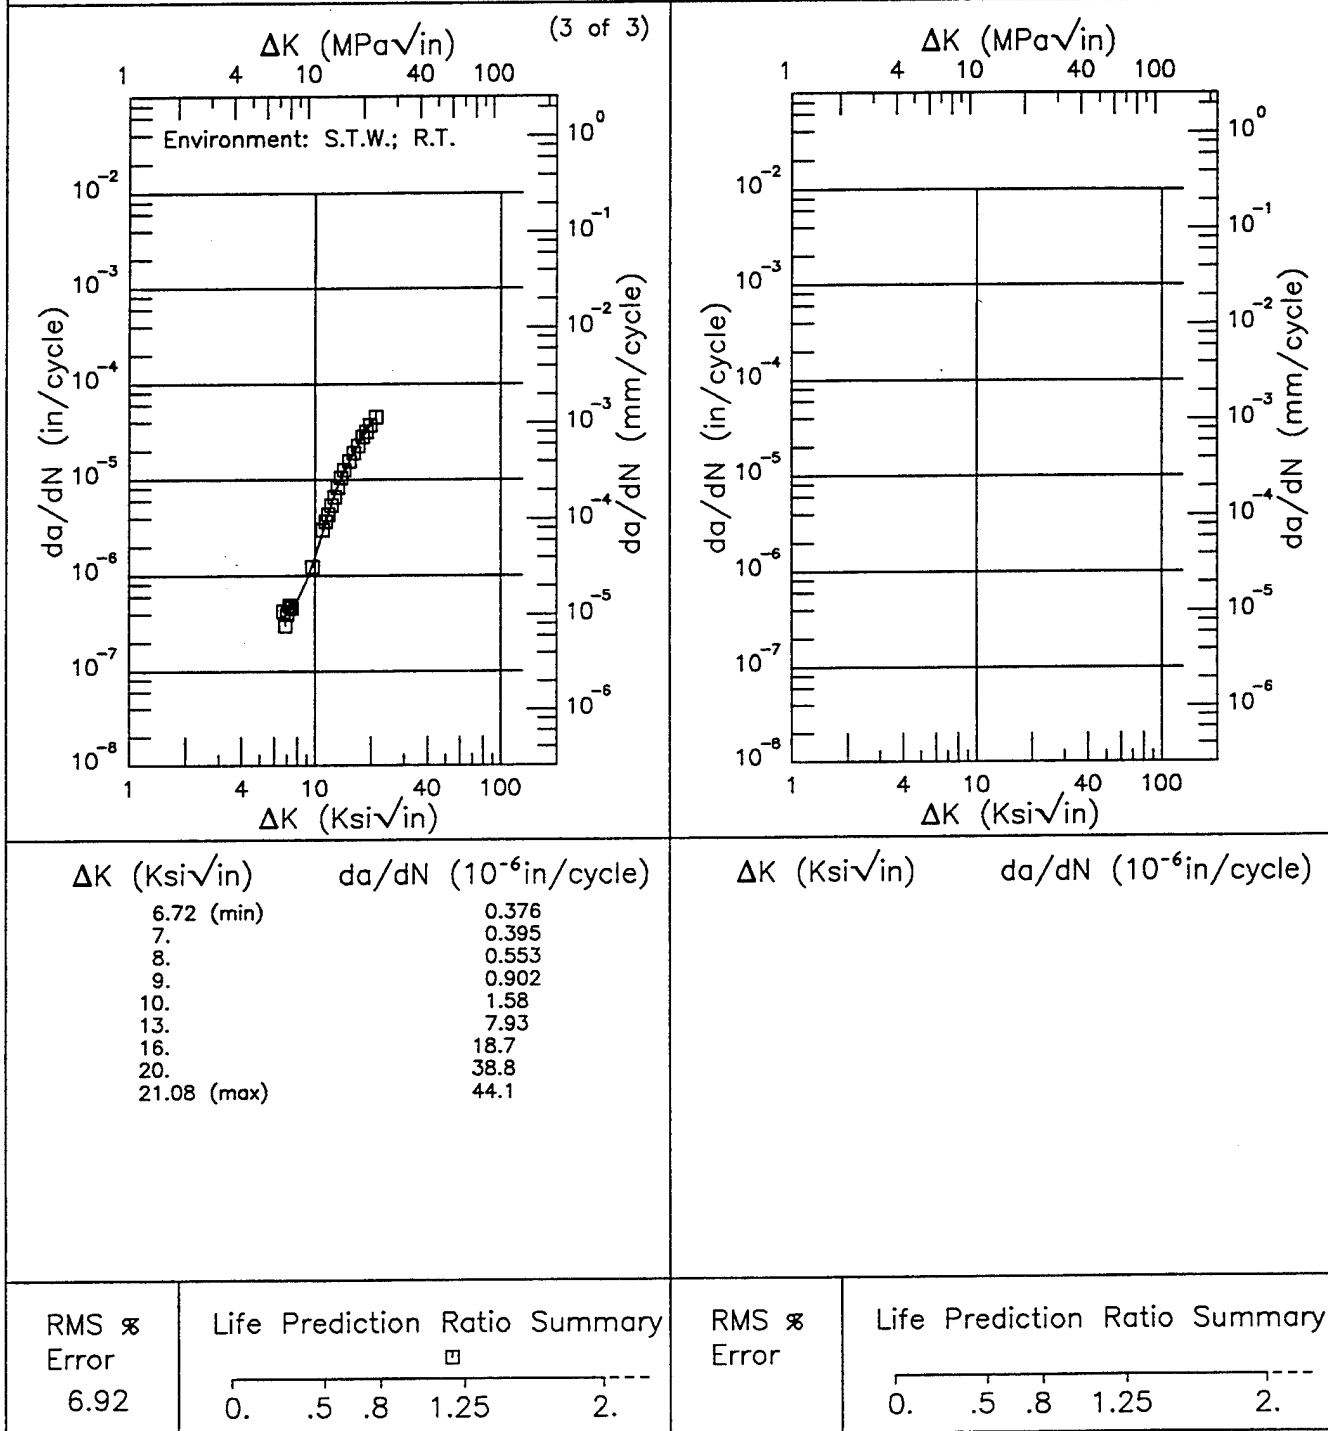 (3 of 3)
ΔK (MPa√in)
1 4 10 40 100
Environment: S.T.W.; R.T.
da/dN (in/cycle)
10⁻²
10⁻³
10⁻⁴
10⁻⁵
10⁻⁶
10⁻⁷
10⁻⁸
da/dN (mm/cycle)
10⁰
10⁻¹
10⁻²
10⁻³
10⁻⁴
10⁻⁵
10⁻⁶
1 4 10 40 100
ΔK (Ksi√in)
ΔK (MPa√in)
1 4 10 40 100
da/dN (in/cycle)
10⁻²
10⁻³
10⁻⁴
10⁻⁵
10⁻⁶
10⁻⁷
10⁻⁸
da/dN (mm/cycle)
10⁰
10⁻¹
10⁻²
10⁻³
10⁻⁴
10⁻⁵
10⁻⁶
1 4 10 40 100
ΔK (Ksi√in)
ΔK (Ksi√in) da/dN (10⁻⁶in/cycle)
6.72 (min) 0.376
7. 0.395
8. 0.553
9. 0.902
10. 1.58
13. 7.93
16. 18.7
20. 38.8
21.08 (max) 44.1
ΔK (Ksi√in) da/dN (10⁻⁶in/cycle)
RMS %
Error
6.92
Life Prediction Ratio Summary
0. .5 .8 1.25 2.
RMS %
Error
Life Prediction Ratio Summary
0. .5 .8 1.25 2.